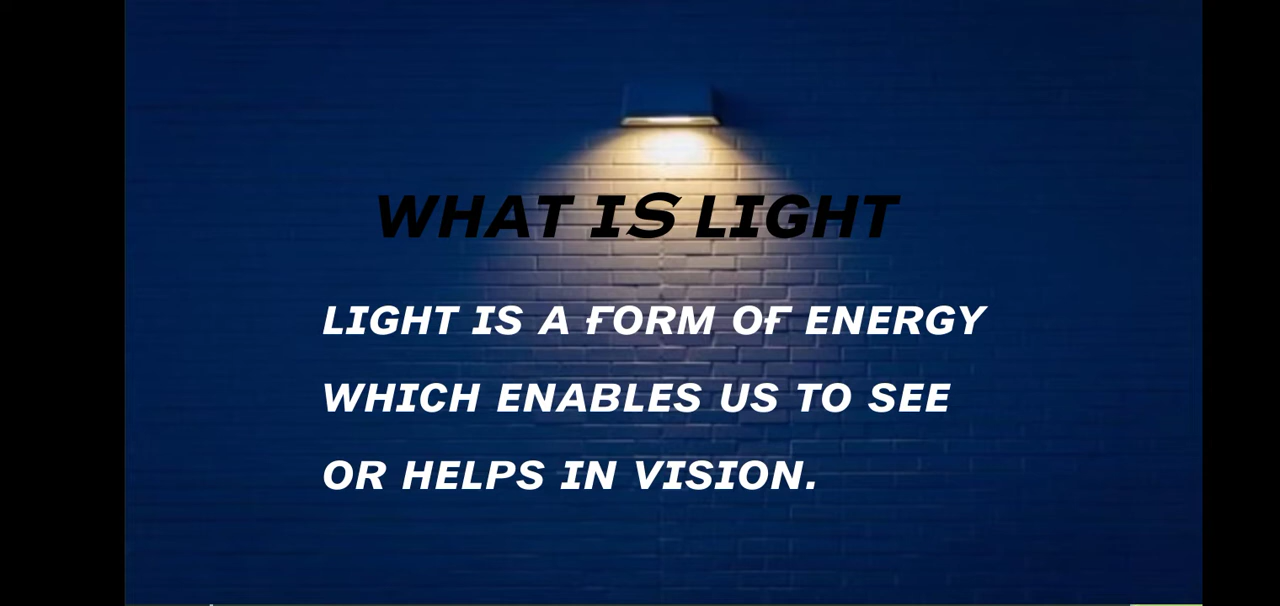 WHAT IS LIGHT
LIGHT IS A FORM OF ENERGY
WHICH ENABLES US TO SEE
OR HELPS IN VISION.